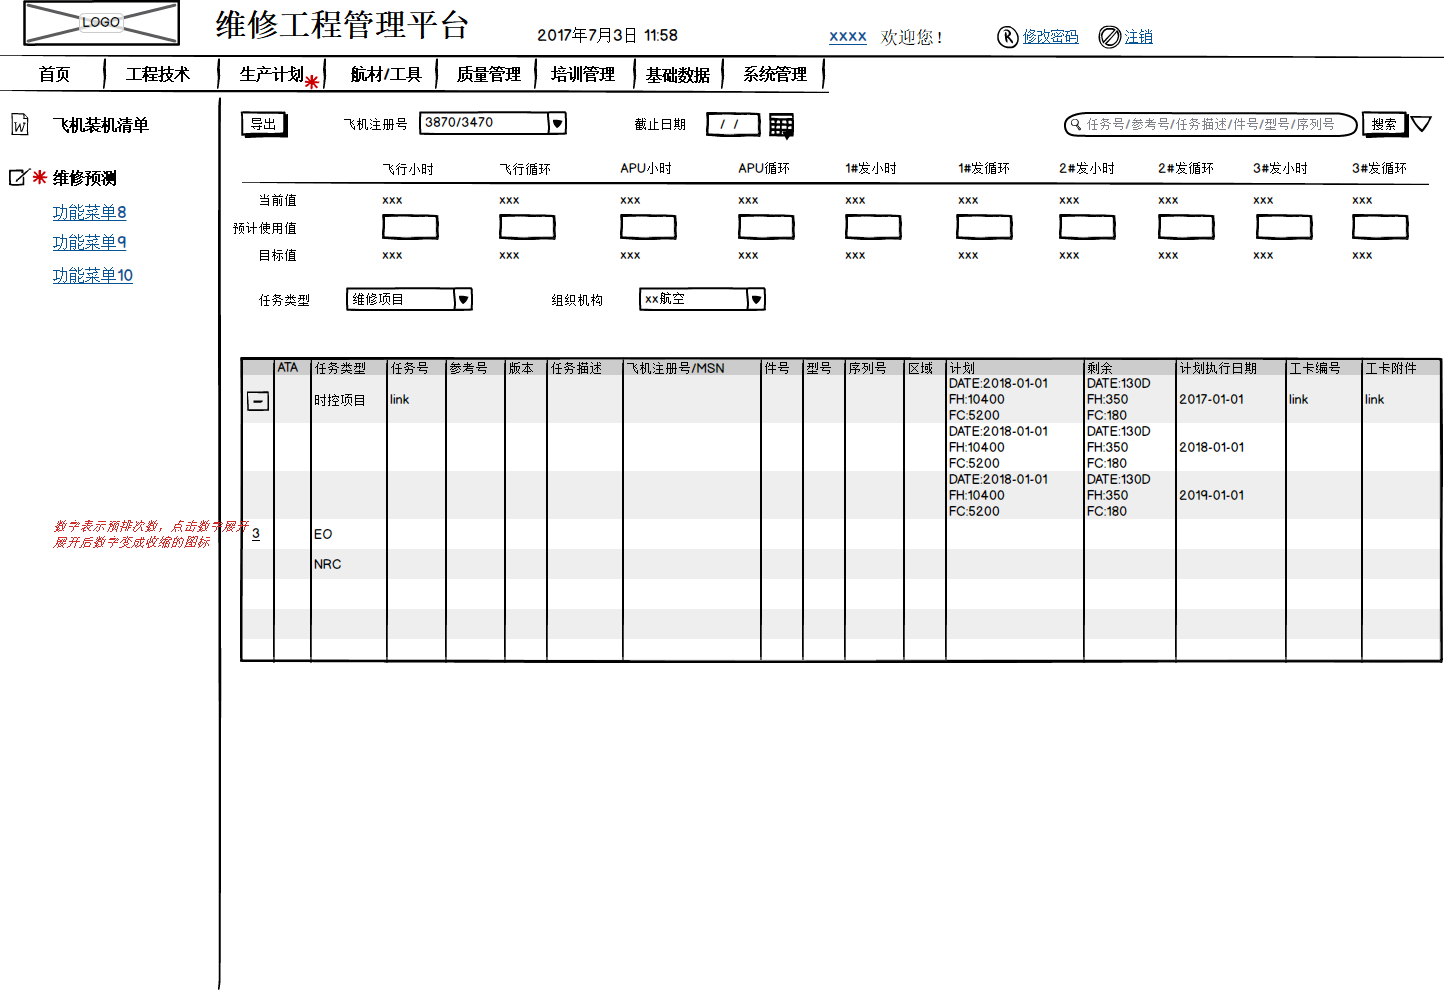 LOGO
维修工程管理平台
2017年7月3日 11:58
xxxx 欢迎您!
R 修改密码
注销
首页 工程技术 生产计划 航材/工具 质量管理 培训管理 基础数据 系统管理
W 飞机装机清单
维修预测
功能菜单8
功能菜单9
功能菜单10
导出 飞机注册号 3870/3470 截止日期 / / 任务号/参考号/任务描述/件号/型号/序列号 搜索
飞行小时 飞行循环 APU小时 APU循环 1#发小时 1#发循环 2#发小时 2#发循环 3#发小时 3#发循环
当前值 xxx xxx xxx xxx xxx xxx xxx xxx xxx xxx
预计使用值
目标值 xxx xxx xxx xxx xxx xxx xxx xxx xxx xxx
任务类型 维修项目 组织机构 xx航空
ATA 任务类型 任务号 参考号 版本 任务描述 飞机注册号/MSN 件号 型号 序列号 区域 计划 剩余 计划执行日期 工卡编号 工卡附件
DATE:2018-01-01 DATE:130D
时控项目 link FH:10400 FH:350 2017-01-01 link link
FC:5200 FC:180
DATE:2018-01-01 DATE:130D
FH:10400 FH:350 2018-01-01
FC:5200 FC:180
DATE:2018-01-01 DATE:130D
FH:10400 FH:350 2019-01-01
FC:5200 FC:180
数字表示预排次数，点击数字展开
展开后数字变成收缩的图标
3 EO
NRC